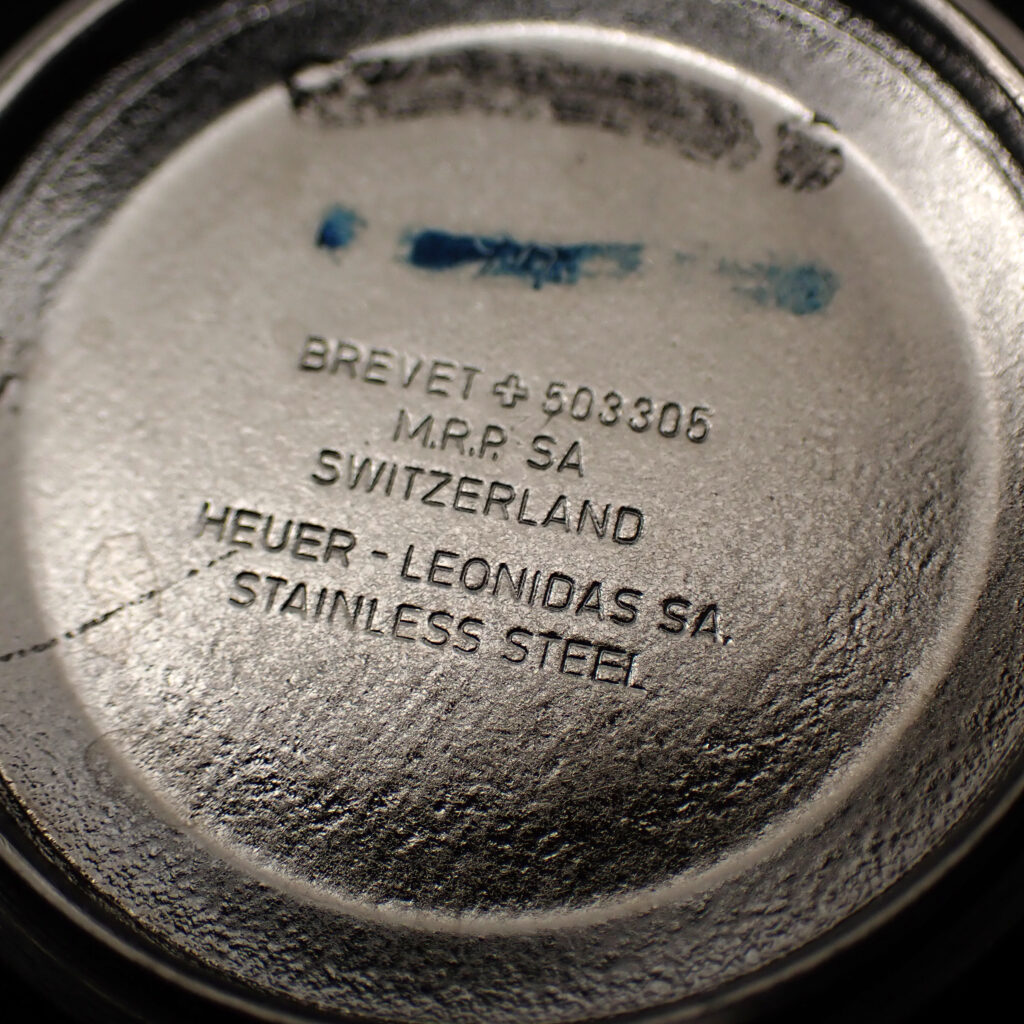 BREVET ✚ 503305
M.R.P. SA
SWITZERLAND
HEUER - LEONIDAS SA,
STAINLESS STEEL